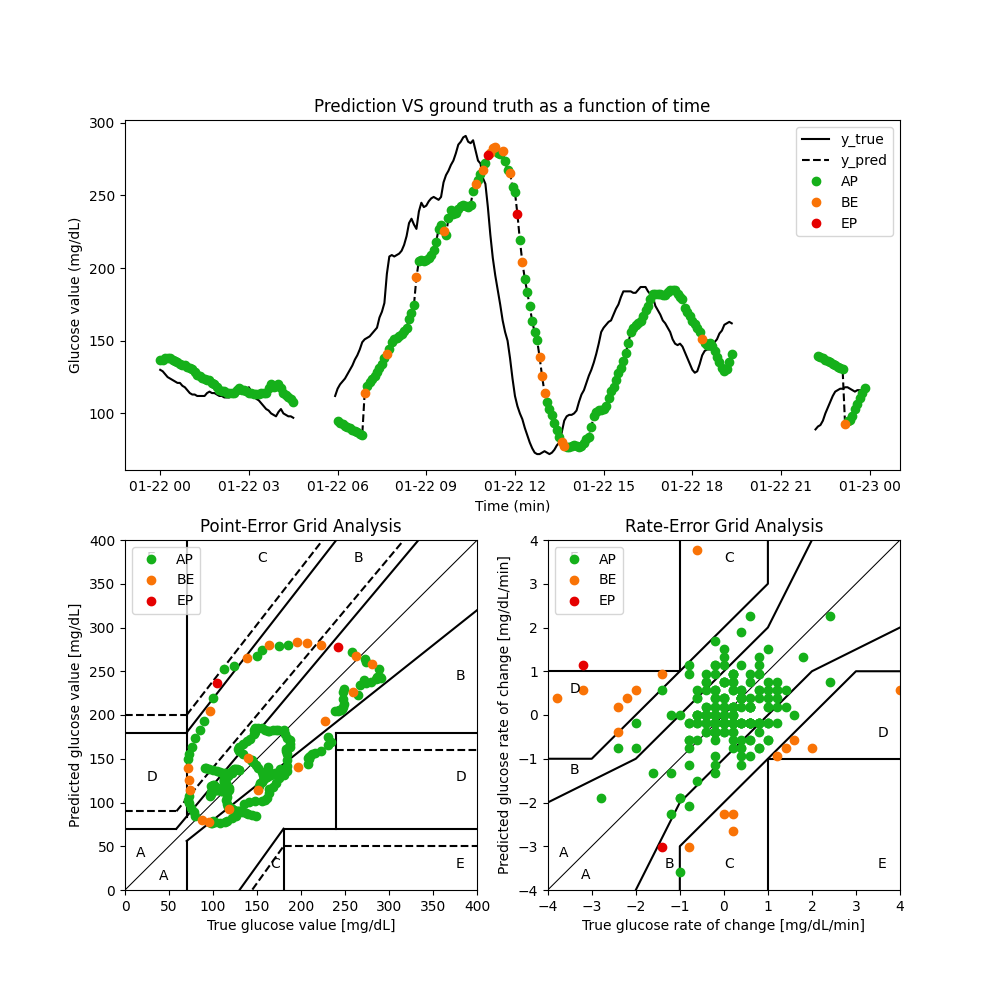 Prediction VS ground truth as a function of time
Glucose value (mg/dL)
300
250
200
150
100
y_true
y_pred
AP
BE
EP
01-22 00 01-22 03 01-22 06 01-22 09 01-22 12 01-22 15 01-22 18 01-22 21 01-23 00
Time (min)
Point-Error Grid Analysis
Predicted glucose value [mg/dL]
400
350
300
250
200
150
100
50
0
AP
BE
EP
C
B
B
D
D
A
A
C
E
0 50 100 150 200 250 300 350 400
True glucose value [mg/dL]
Rate-Error Grid Analysis
Predicted glucose rate of change [mg/dL/min]
4
3
2
1
0
−1
−2
−3
−4
AP
BE
EP
C
D
D
B
A
A
B
C
E
−4 −3 −2 −1 0 1 2 3 4
True glucose rate of change [mg/dL/min]